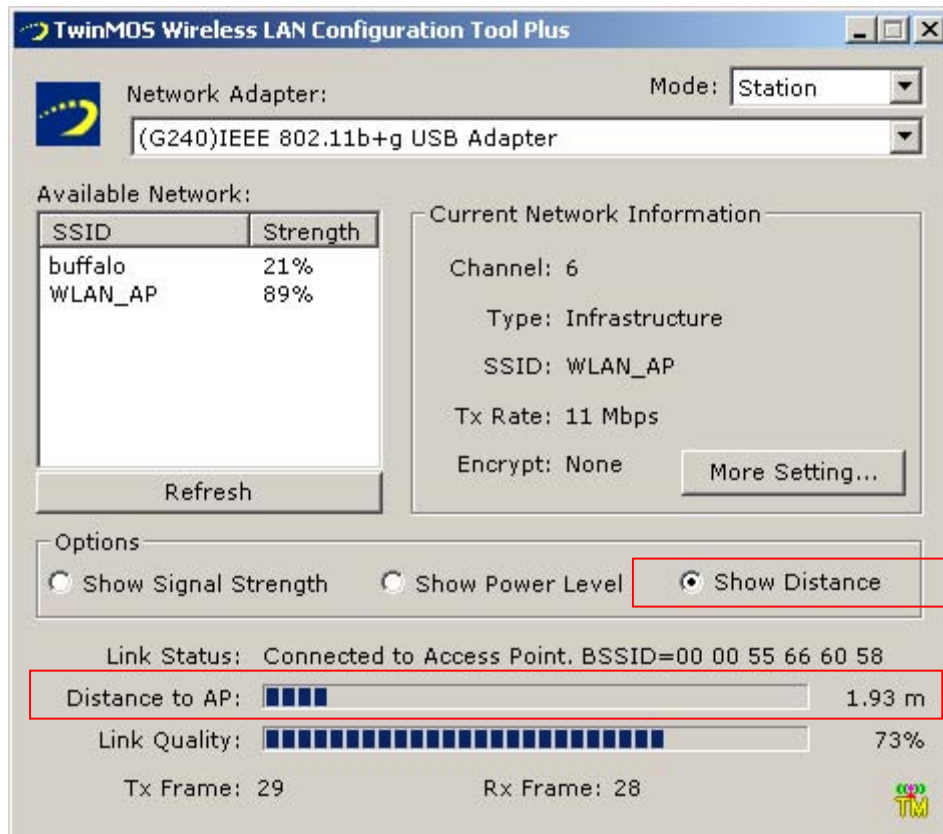 TwinMOS Wireless LAN Configuration Tool Plus
Network Adapter:
Mode: Station
(G240)IEEE 802.11b+g USB Adapter
Available Network:
SSID Strength
buffalo 21%
WLAN_AP 89%
Refresh
Current Network Information
Channel: 6
Type: Infrastructure
SSID: WLAN_AP
Tx Rate: 11 Mbps
Encrypt: None
More Setting...
Options
Show Signal Strength Show Power Level Show Distance
Link Status: Connected to Access Point. BSSID=00 00 55 66 60 58
Distance to AP: 1.93 m
Link Quality: 73%
Tx Frame: 29 Rx Frame: 28
TM